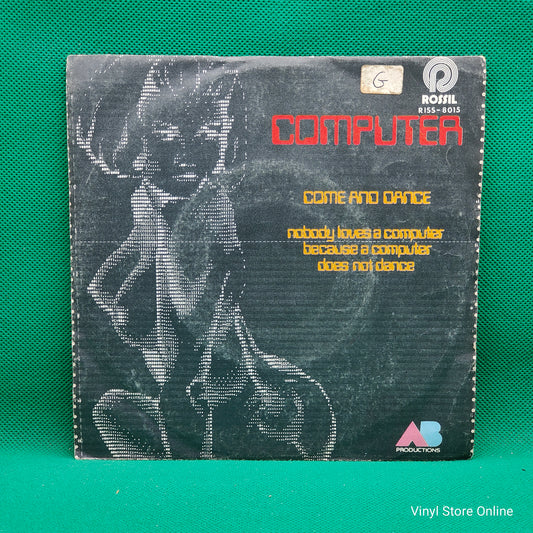 G
ROSSIL
RISS-8015
COMPUTER
COME AND DANCE
nobody loves a computer
because a computer
does not dance
AB
PRODUCTIONS
Vinyl Store Online